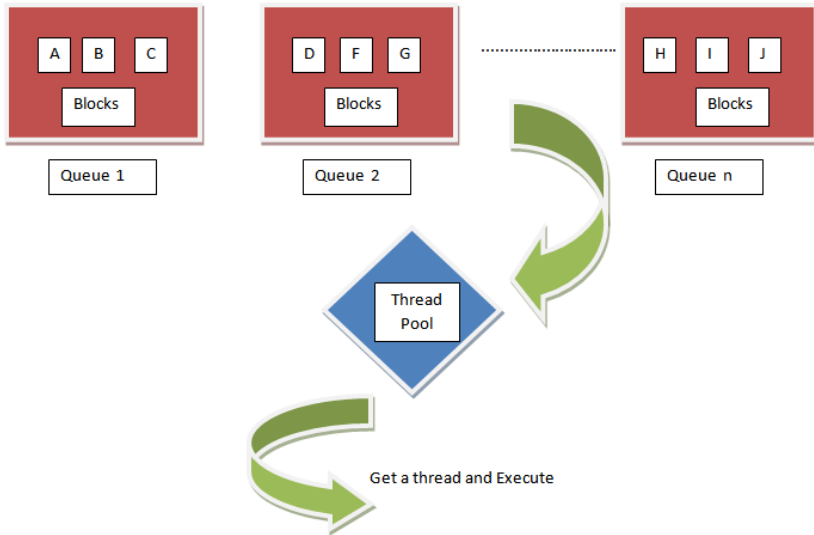 A B C
Blocks
Queue 1
D F G
Blocks
Queue 2
H I J
Blocks
Queue n
Thread
Pool
Get a thread and Execute